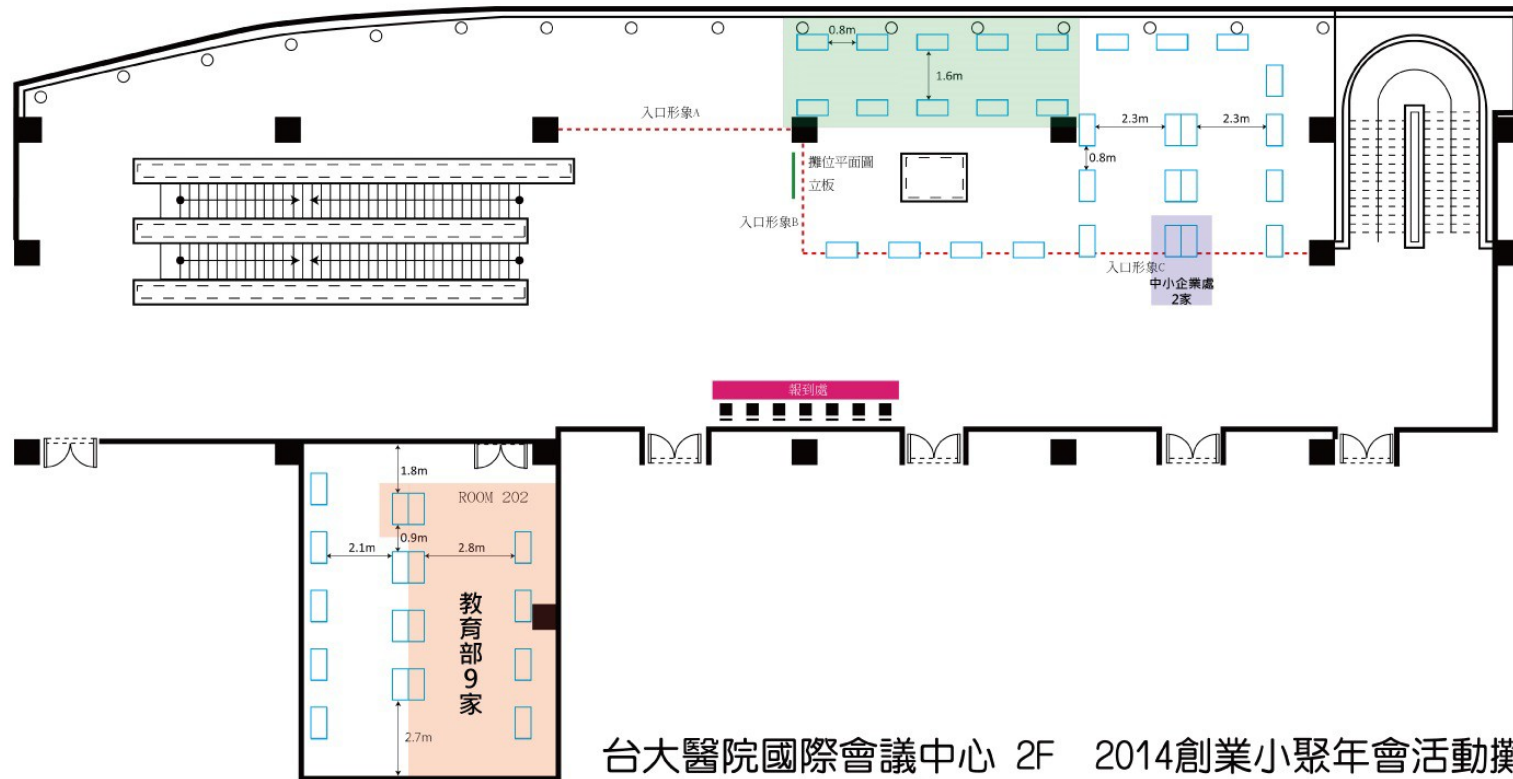 0.8m
1.6m
入口形象A
2.3m
2.3m
0.8m
攤位平面圖
立板
入口形象B
入口形象C
中小企業處
2家
報到處
1.8m
ROOM 202
0.9m
2.1m
2.8m
教育部9家
2.7m
台大醫院國際會議中心 2F 2014創業小聚年會活動攤